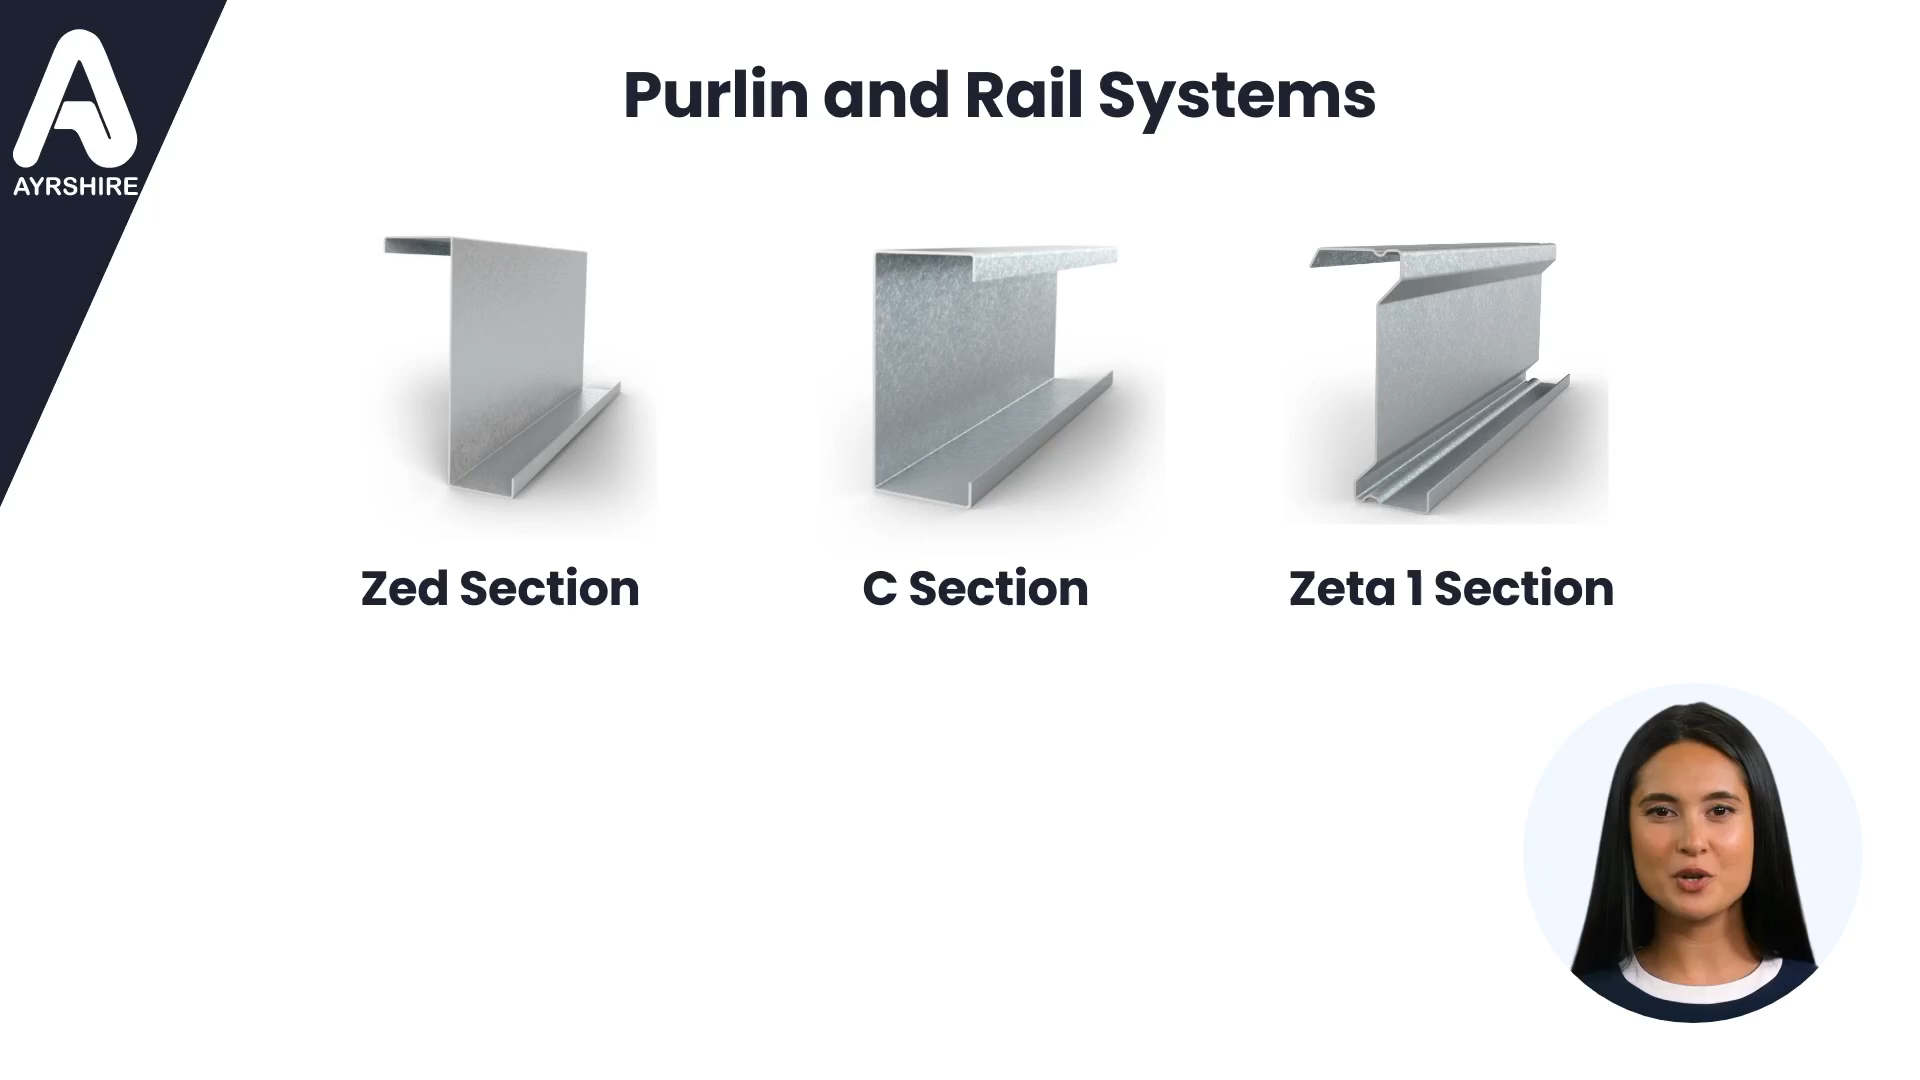 AYRSHIRE
Purlin and Rail Systems
Zed Section
C Section
Zeta 1 Section